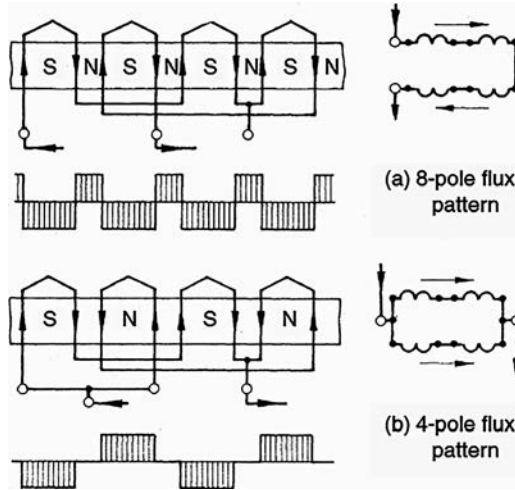 S N S N S N S N
(a) 8-pole flux
pattern
S N S N
(b) 4-pole flux
pattern